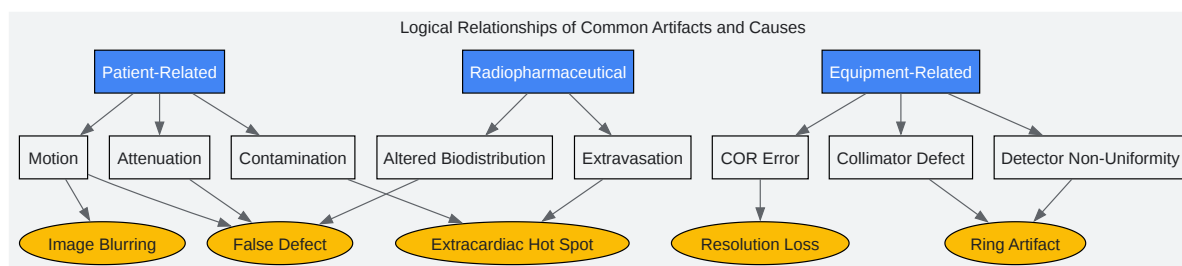 Logical Relationships of Common Artifacts and Causes
Patient-Related
Radiopharmaceutical
Equipment-Related
Motion
Attenuation
Contamination
Altered Biodistribution
Extravasation
COR Error
Collimator Defect
Detector Non-Uniformity
Image Blurring
False Defect
Extracardiac Hot Spot
Resolution Loss
Ring Artifact